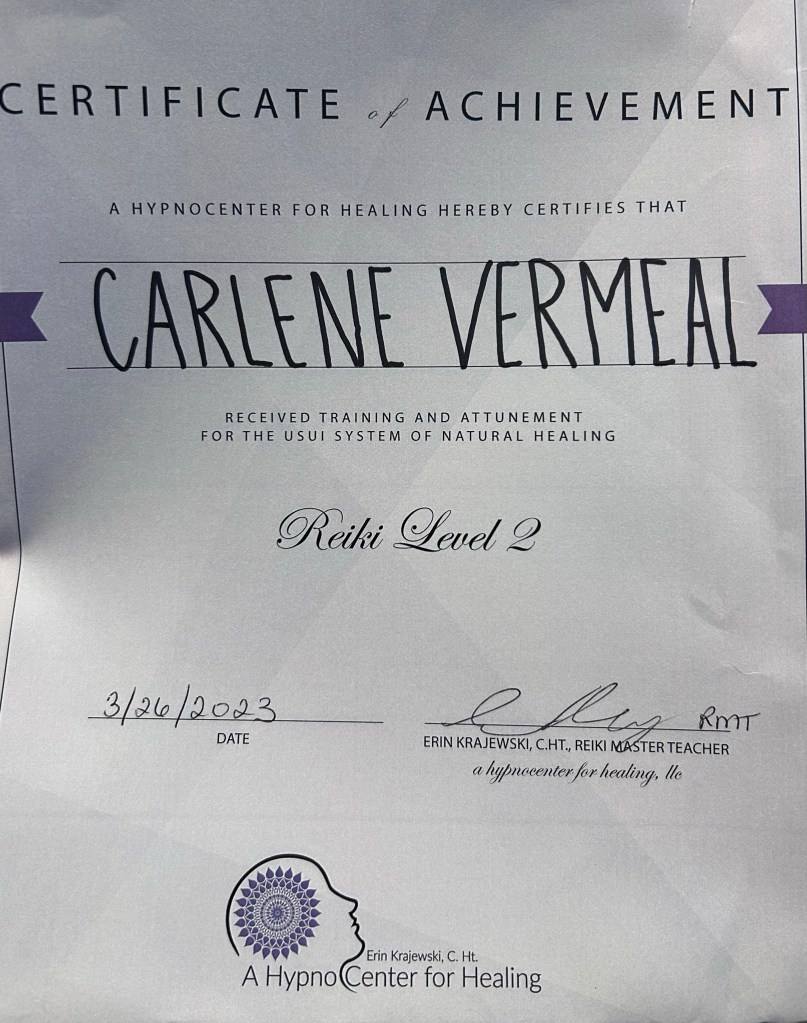 CERTIFICATE of ACHIEVEMENT
A HYPNOCENTER FOR HEALING HEREBY CERTIFIES THAT
CARLENE VERMEAL
RECEIVED TRAINING AND ATTUNEMENT
FOR THE USUI SYSTEM OF NATURAL HEALING
Reiki Level 2
3/26/2023
RMT
DATE
ERIN KRAJEWSKI, C.HT., REIKI MASTER TEACHER
a hypnocenter for healing, llc
Erin Krajewski, C. Ht.
A Hypno Center for Healing